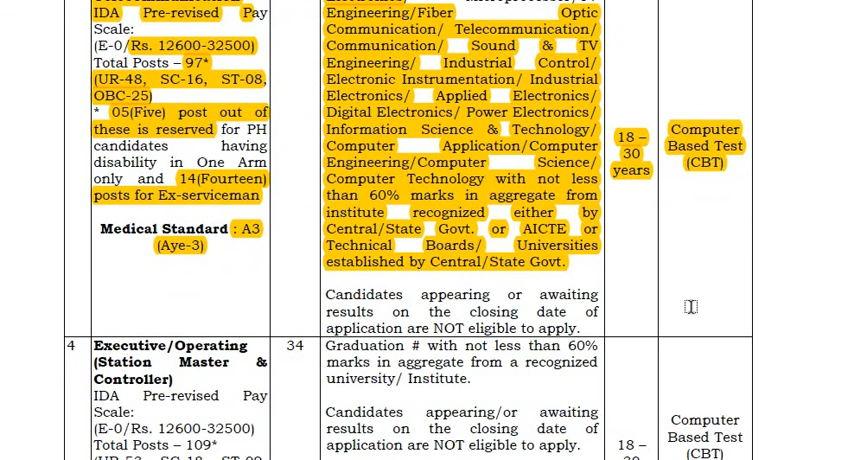 IDA Pre-revised Pay
Scale:
(E-0/Rs. 12600-32500)
Total Posts – 97*
(UR-48, SC-16, ST-08,
OBC-25)
* 05(Five) post out of
these is reserved for PH
candidates having
disability in One Arm
only and 14(Fourteen)
posts for Ex-serviceman
Medical Standard : A3
(Aye-3)
Engineering/Fiber Optic
Communication/ Telecommunication/
Communication/ Sound & TV
Engineering/ Industrial Control/
Electronic Instrumentation/ Industrial
Electronics/ Applied Electronics/
Digital Electronics/ Power Electronics/
Information Science & Technology/
Computer Application/Computer
Engineering/Computer Science/
Computer Technology with not less
than 60% marks in aggregate from
institute recognized either by
Central/State Govt. or AICTE or
Technical Boards/ Universities
established by Central/State Govt.
Candidates appearing or awaiting
results on the closing date of
application are NOT eligible to apply.
18 –
30
years
Computer
Based Test
(CBT)
4
Executive/Operating
(Station Master &
Controller)
IDA Pre-revised Pay
Scale:
(E-0/Rs. 12600-32500)
Total Posts – 109*
34
Graduation # with not less than 60%
marks in aggregate from a recognized
university/ Institute.
Candidates appearing/or awaiting
results on the closing date of
application are NOT eligible to apply.
18 –
30
Computer
Based Test
(CBT)